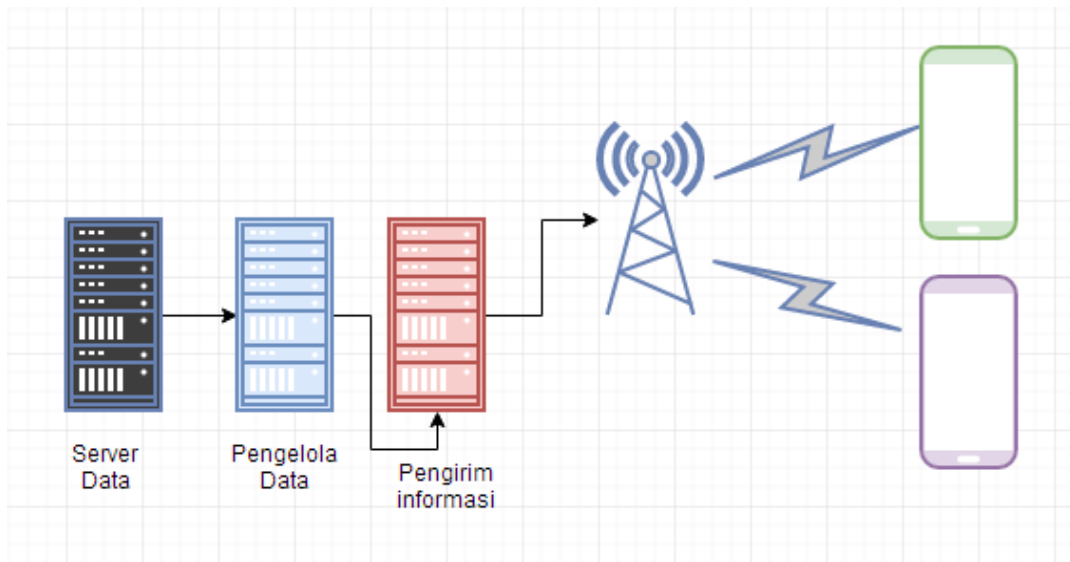 Server
Data
Pengelola
Data
Pengirim
informasi